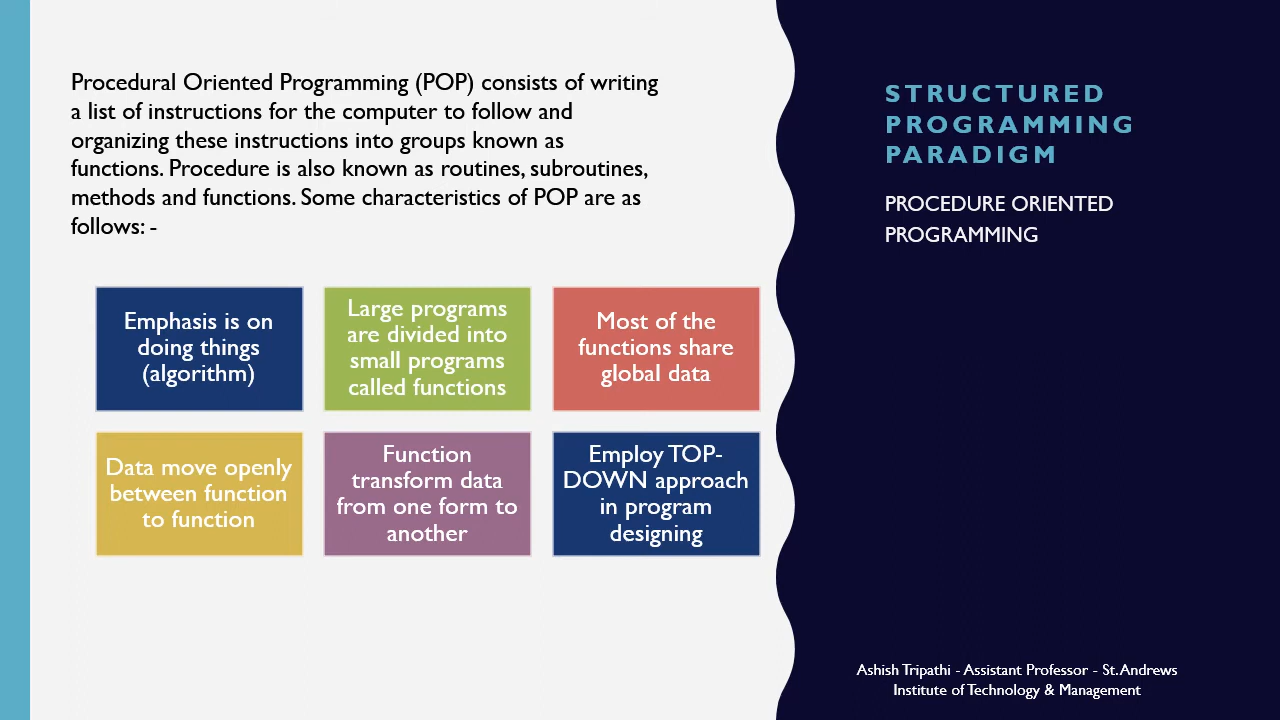 Procedural Oriented Programming (POP) consists of writing
a list of instructions for the computer to follow and
organizing these instructions into groups known as
functions. Procedure is also known as routines, subroutines,
methods and functions. Some characteristics of POP are as
follows: -
Emphasis is on
doing things
(algorithm)
Large programs
are divided into
small programs
called functions
Most of the
functions share
global data
Data move openly
between function
to function
Function
transform data
from one form to
another
Employ TOP-
DOWN approach
in program
designing
STRUCTURED
PROGRAMMING
PARADIGM
PROCEDURE ORIENTED
PROGRAMMING
Ashish Tripathi - Assistant Professor - St. Andrews
Institute of Technology & Management